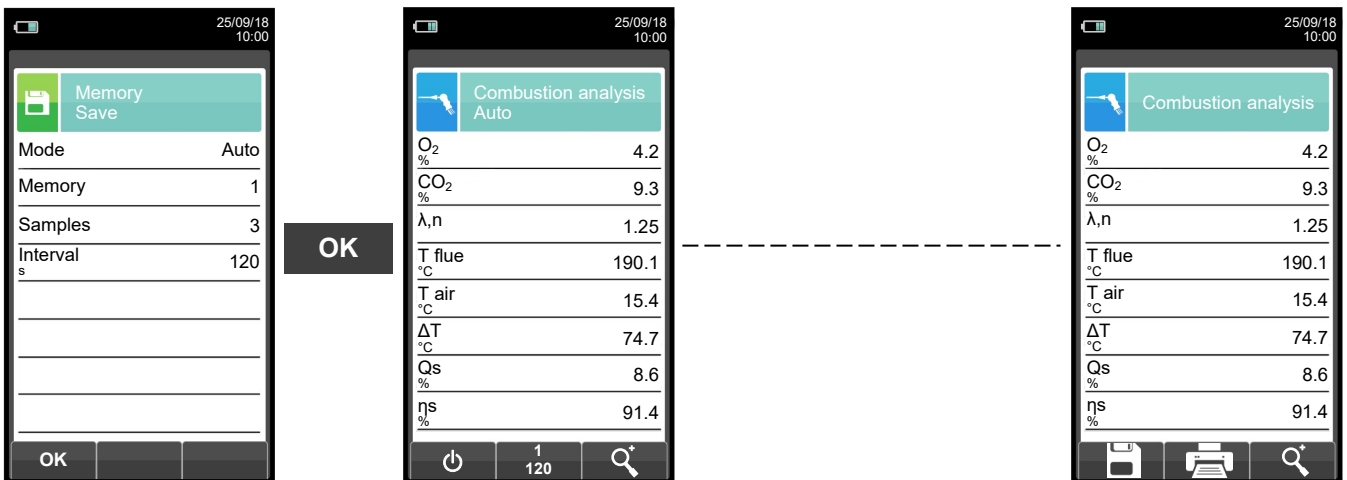 25/09/18
10:00
Memory
Save
Mode Auto
Memory 1
Samples 3
Interval 120
s
OK
OK
25/09/18
10:00
Combustion analysis
Auto
O₂ 4.2
%
CO₂ 9.3
%
λ,n 1.25
T flue 190.1
°C
T air 15.4
°C
ΔT 74.7
°C
Qs 8.6
%
ηs 91.4
%
1
120
25/09/18
10:00
Combustion analysis
O₂ 4.2
%
CO₂ 9.3
%
λ,n 1.25
T flue 190.1
°C
T air 15.4
°C
ΔT 74.7
°C
Qs 8.6
%
ηs 91.4
%